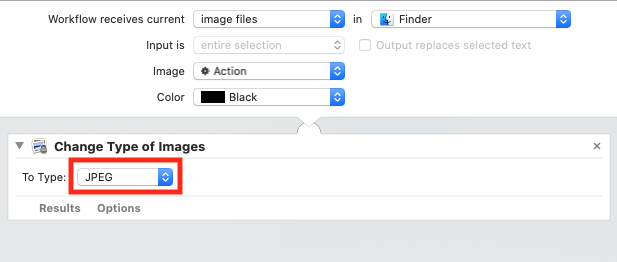 Workflow receives current image files in Finder
Input is entire selection Output replaces selected text
Image Action
Color Black
Change Type of Images
To Type: JPEG
Results Options